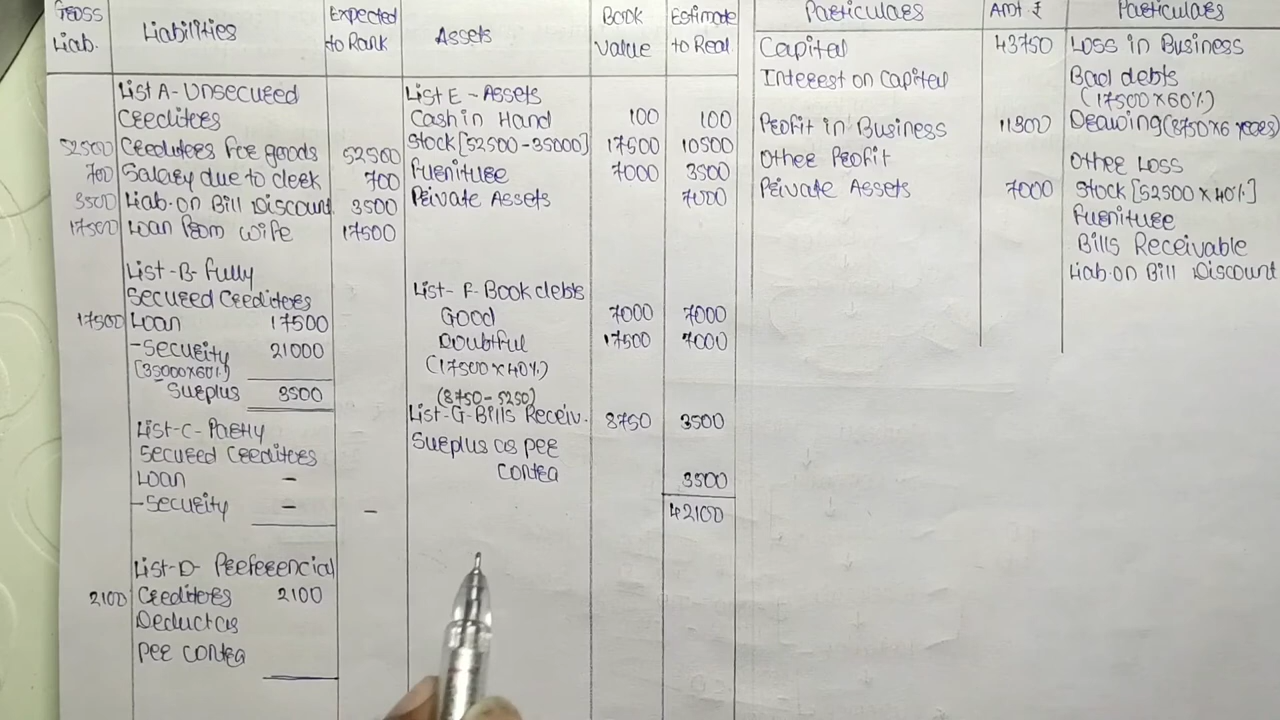 Gross Liab. Liabilities Expected to Rank Assets Book Value Estimate to Real
List A - Unsecured List E - Assets
Creditors Cash in Hand 100 100
52500 Creditors for goods 52500 Stock [52500 - 35000] 17500 10500
700 Salary due to clerk 700 Furniture 7000 3500
3500 Liab. on Bill Discount 3500 Private Assets 7000
17500 Loan from wife 17500
List - B - Fully
Secured Creditors List - F - Book debts
17500 Loan 17500 Good 7000 7000
- Security 21000 Doubtful 17500 7000
[35000x60%] (17500 x 40%)
Surplus 3500 (8750 - 5250)
List - G - Bills Receiv. 8750 3500
List - C - Partly Surplus as per
Secured Creditors contra 3500
Loan -
- Security - - 42100
List - D - Preferencial
2100 Creditors 2100
Deduct as
per contra
Particulars Amt ₹ Particulars
Capital 43750 Loss in Business
Interest on Capital Bad debts
(17500 x 60%)
Profit in Business 11300 Drawing (8750 x 6 years)
Other Profit Other Loss
Private Assets 7000 Stock [52500 x 40%]
Furniture
Bills Receivable
Liab. on Bill Discount